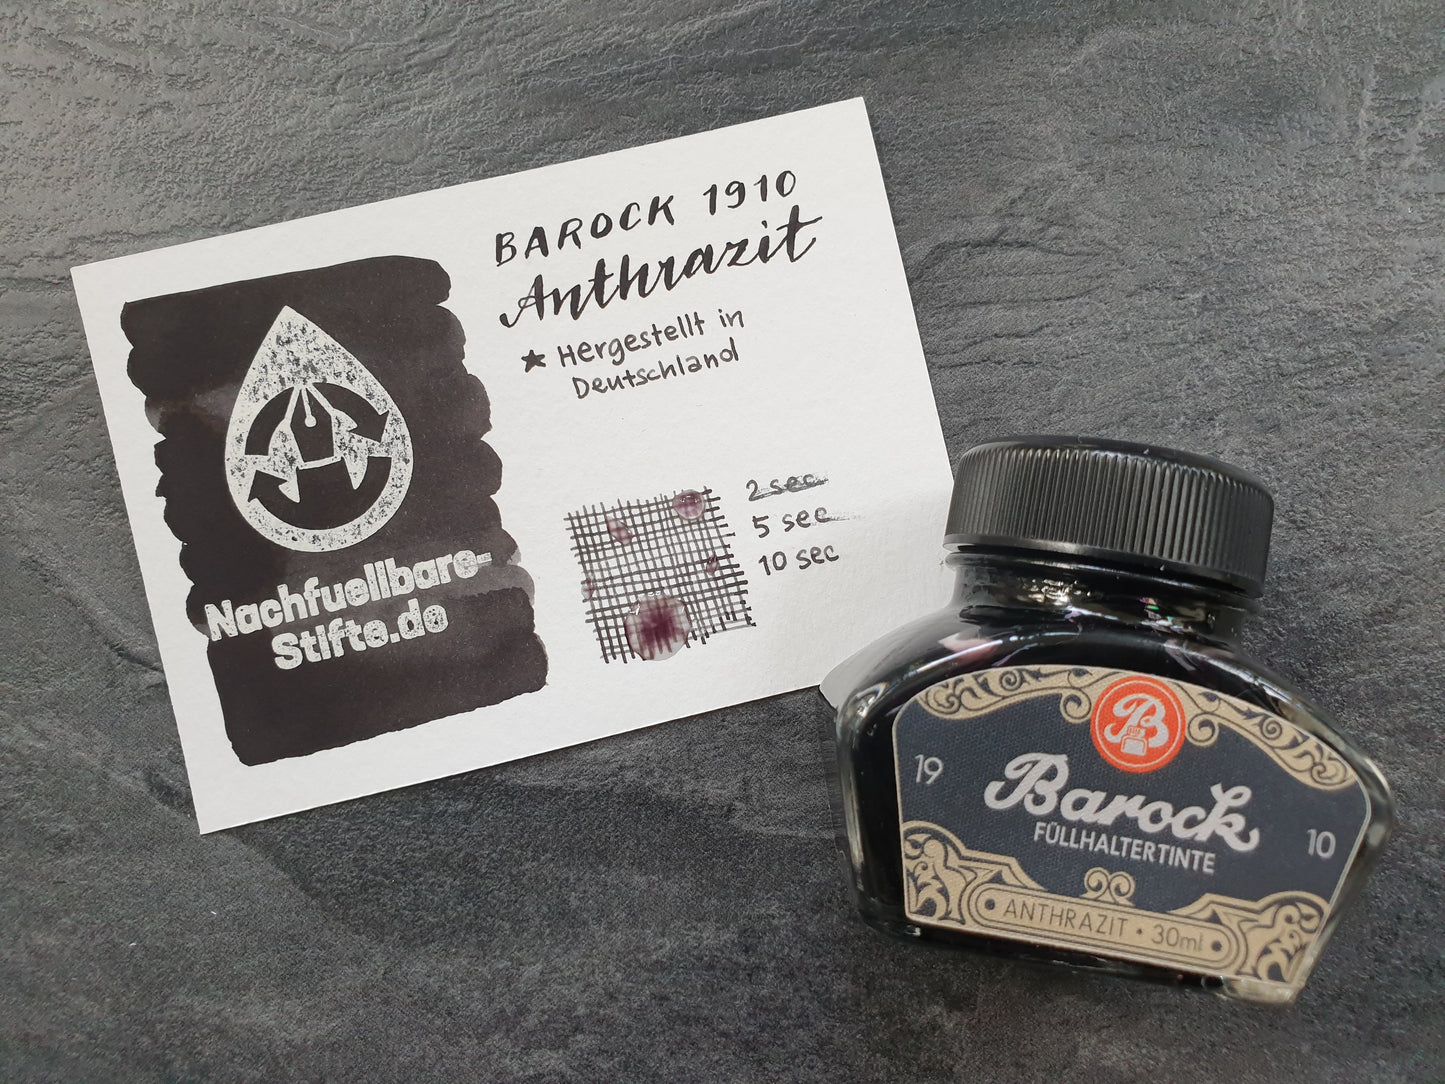 BAROCK 1910
Anthrazit
★ Hergestellt in
Deutschland
2 sec
5 sec
10 sec
Nachfuellbare-
Stifte.de
B
19
10
Barock
FÜLLHALTERTINTE
ANTHRAZIT • 30ml